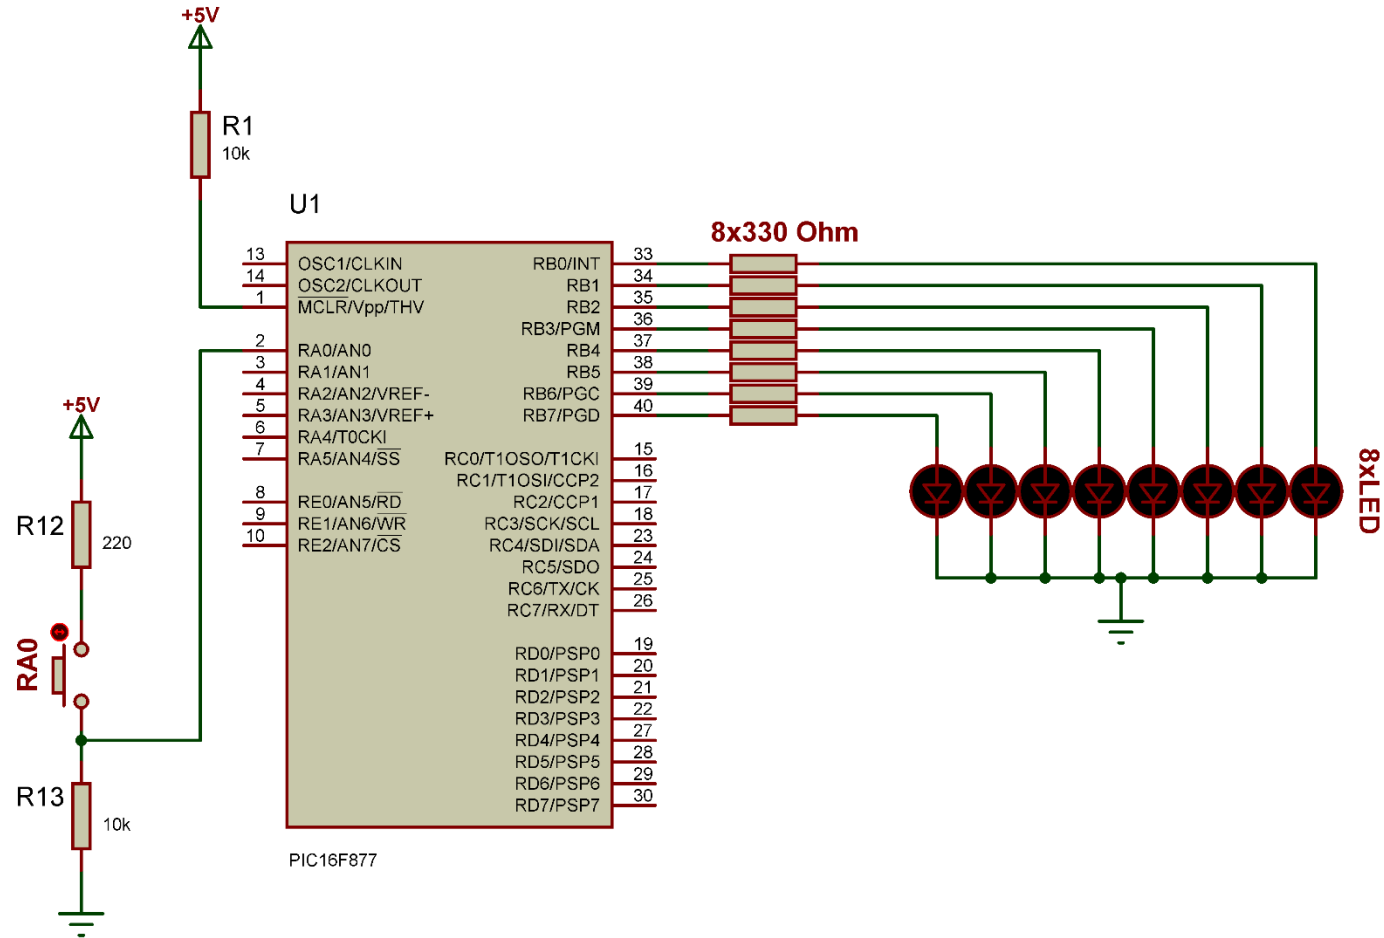 +5V
R1
10k
U1
8x330 Ohm
13 OSC1/CLKIN
14 OSC2/CLKOUT
1 MCLR/Vpp/THV
2 RA0/AN0
3 RA1/AN1
4 RA2/AN2/VREF-
5 RA3/AN3/VREF+
6 RA4/T0CKI
7 RA5/AN4/SS
8 RE0/AN5/RD
9 RE1/AN6/WR
10 RE2/AN7/CS
RB0/INT 33
RB1 34
RB2 35
RB3/PGM 36
RB4 37
RB5 38
RB6/PGC 39
RB7/PGD 40
RC0/T1OSO/T1CKI 15
RC1/T1OSI/CCP2 16
RC2/CCP1 17
RC3/SCK/SCL 18
RC4/SDI/SDA 23
RC5/SDO 24
RC6/TX/CK 25
RC7/RX/DT 26
RD0/PSP0 19
RD1/PSP1 20
RD2/PSP2 21
RD3/PSP3 22
RD4/PSP4 27
RD5/PSP5 28
RD6/PSP6 29
RD7/PSP7 30
PIC16F877
+5V
R12
220
RA0
R13
10k
8xLED